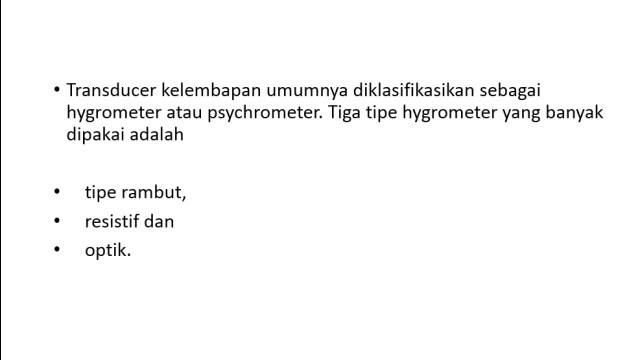 • Transducer kelembapan umumnya diklasifikasikan sebagai
hygrometer atau psychrometer. Tiga tipe hygrometer yang banyak
dipakai adalah
• tipe rambut,
• resistif dan
• optik.